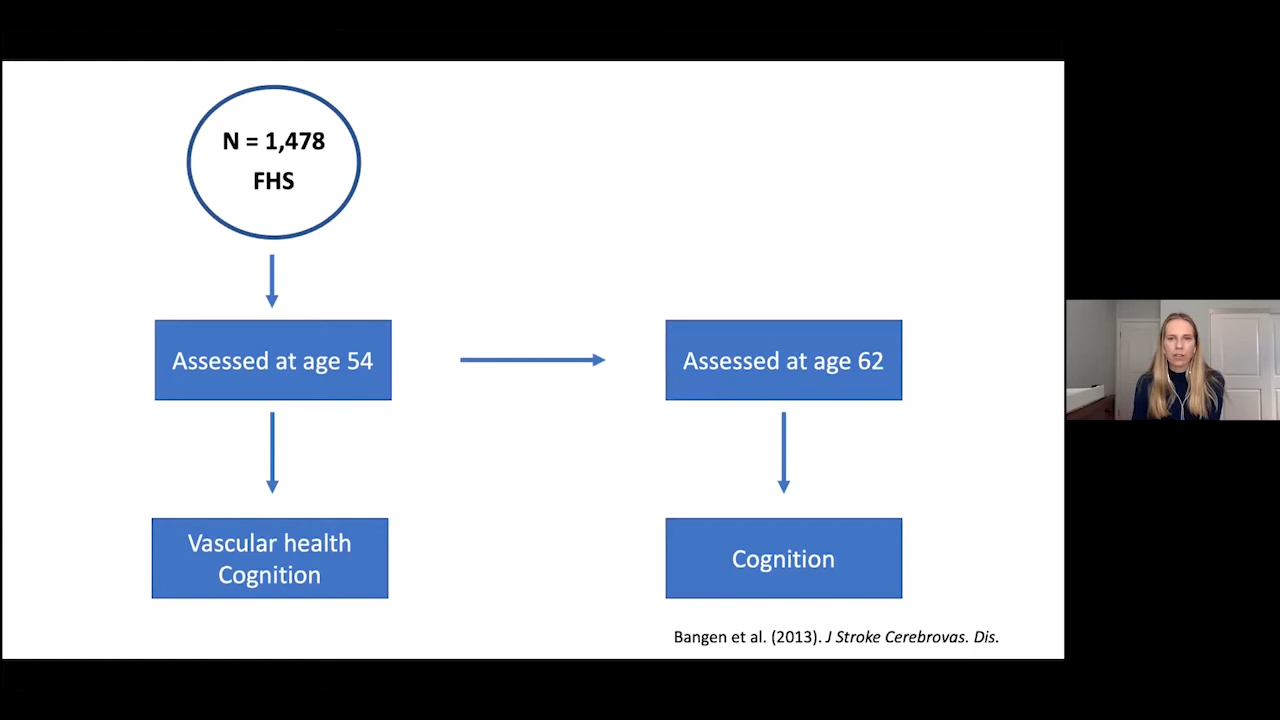 N = 1,478
FHS
Assessed at age 54
Assessed at age 62
Vascular health
Cognition
Cognition
Bangen et al. (2013). J Stroke Cerebrovas. Dis.